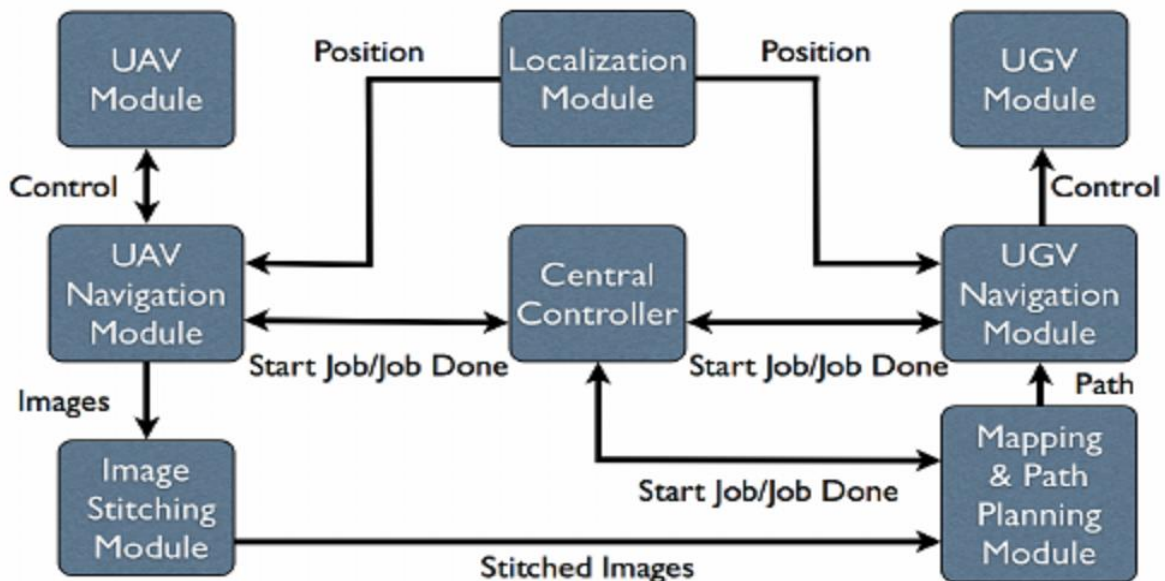 UAV
Module
Position
Localization
Module
Position
UGV
Module
Control
Control
UAV
Navigation
Module
Central
Controller
UGV
Navigation
Module
Start Job/Job Done
Start Job/Job Done
Images
Path
Image
Stitching
Module
Start Job/Job Done
Mapping
& Path
Planning
Module
Stitched Images